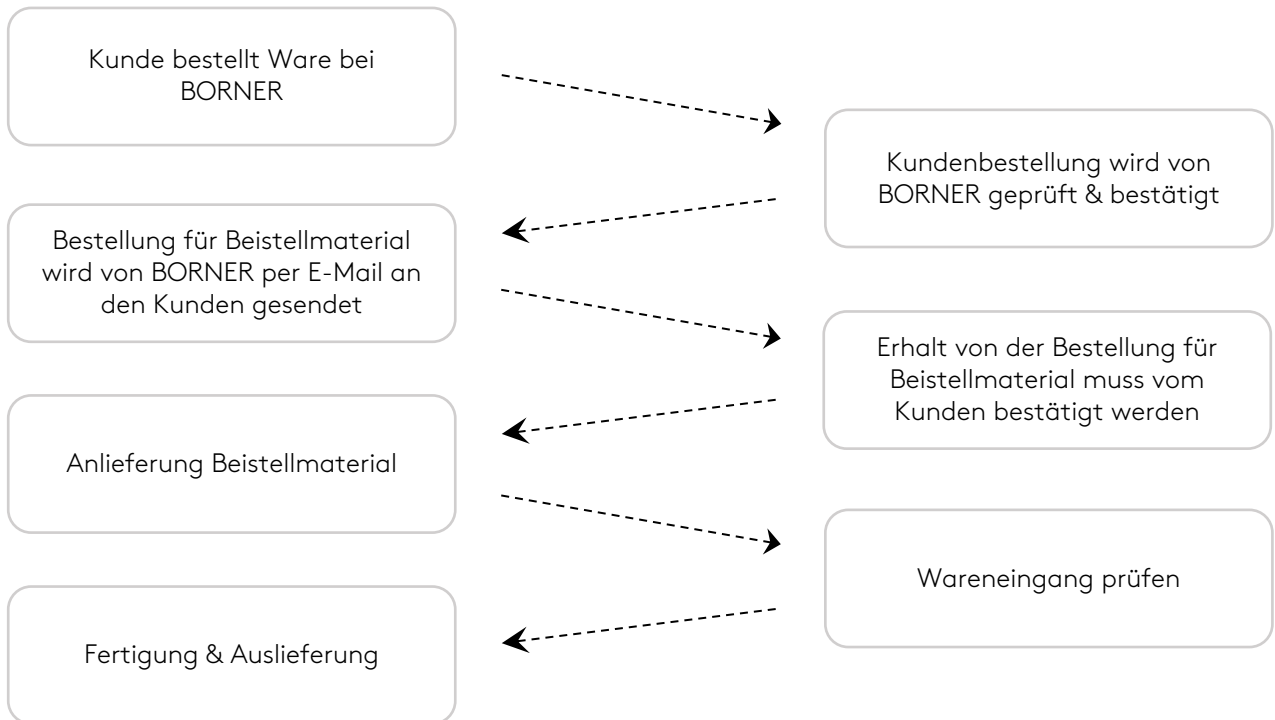 Kunde bestellt Ware bei
BORNER
Kundenbestellung wird von
BORNER geprüft & bestätigt
Bestellung für Beistellmaterial
wird von BORNER per E-Mail an
den Kunden gesendet
Erhalt von der Bestellung für
Beistellmaterial muss vom
Kunden bestätigt werden
Anlieferung Beistellmaterial
Wareneingang prüfen
Fertigung & Auslieferung